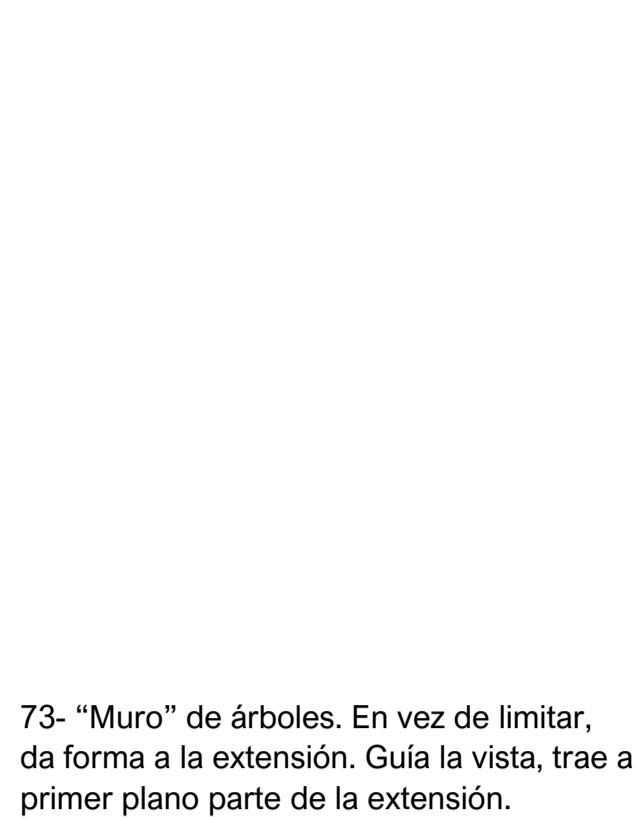 73- “Muro” de árboles. En vez de limitar,
da forma a la extensión. Guía la vista, trae a
primer plano parte de la extensión.